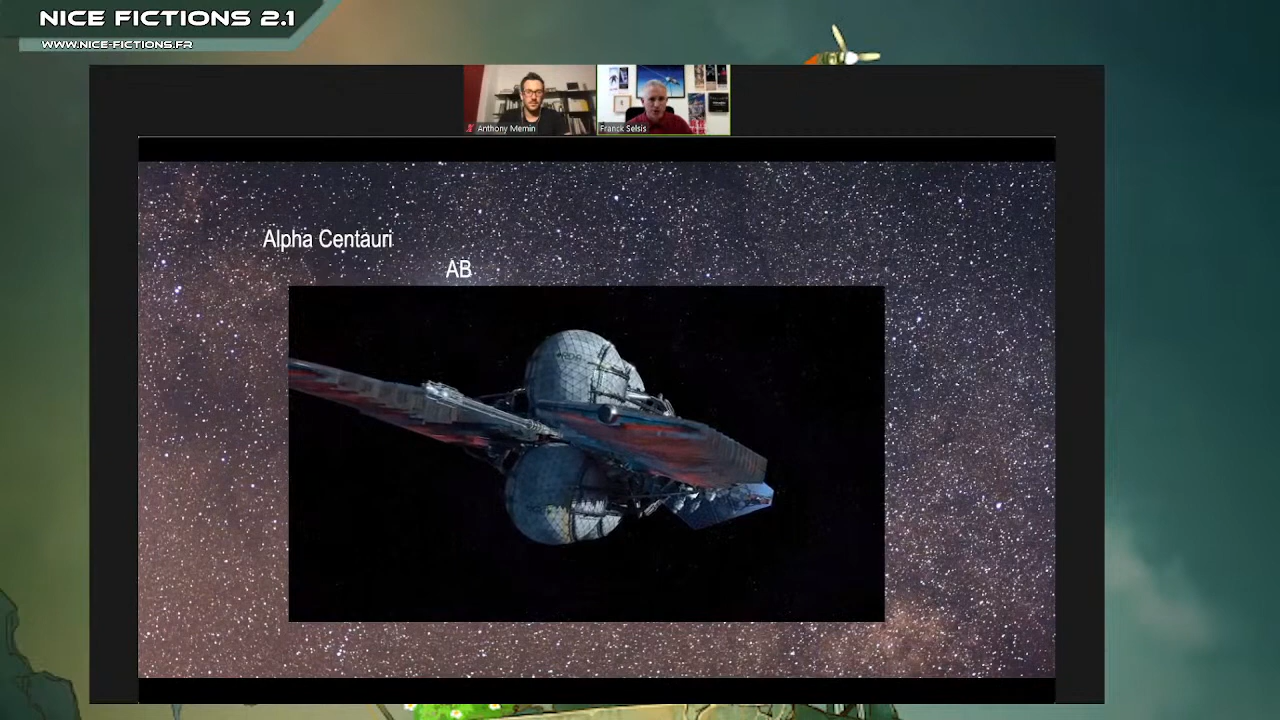 NICE FICTIONS 2.1
WWW.NICE-FICTIONS.FR
Anthony Memin
Franck Selsis
Alpha Centauri
AB